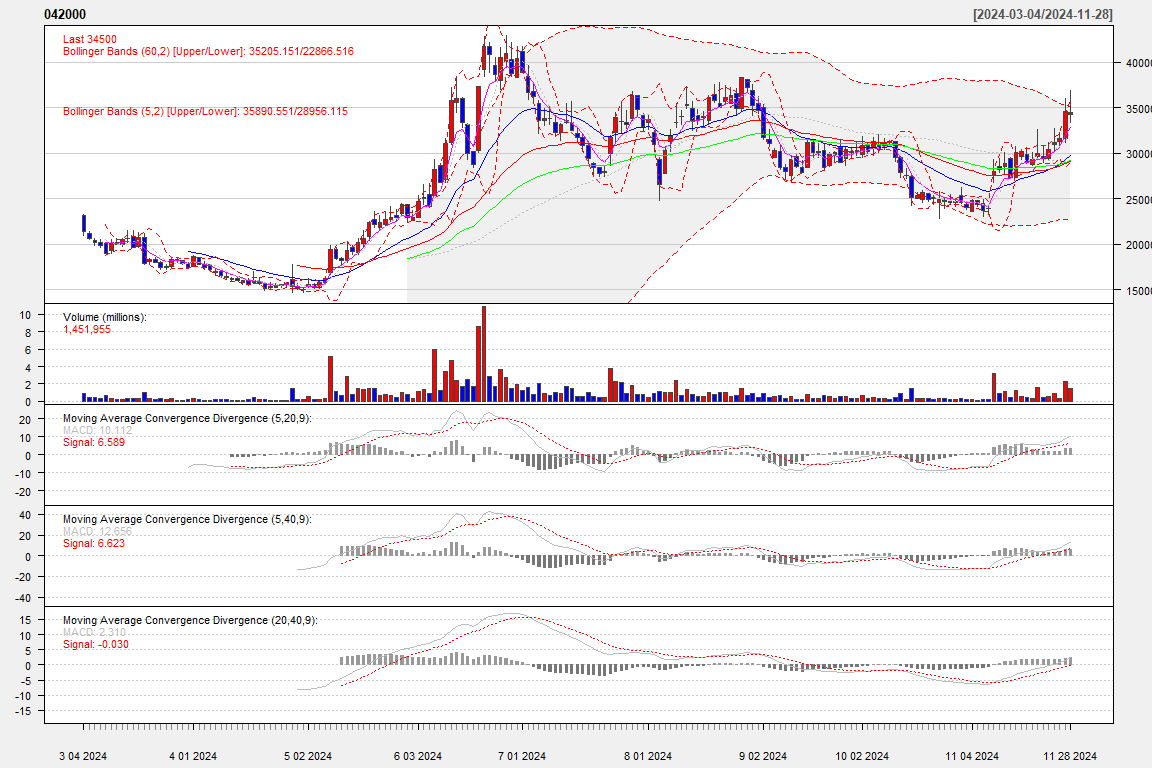 042000 [2024-03-04/2024-11-28]
Last 34500
Bollinger Bands (60,2) [Upper/Lower]: 35205.151/22866.516
Bollinger Bands (5,2) [Upper/Lower]: 35890.551/28956.115
40000
35000
30000
25000
20000
15000
Volume (millions):
1,451,955
10
8
6
4
2
0
Moving Average Convergence Divergence (5,20,9):
MACD: 10.112
Signal: 6.589
20
10
0
-10
-20
Moving Average Convergence Divergence (5,40,9):
MACD: 12.656
Signal: 6.623
40
20
0
-20
-40
Moving Average Convergence Divergence (20,40,9):
MACD: 2.310
Signal: -0.030
15
10
5
0
-5
-10
-15
3 04 2024 4 01 2024 5 02 2024 6 03 2024 7 01 2024 8 01 2024 9 02 2024 10 02 2024 11 04 2024 11 28 2024